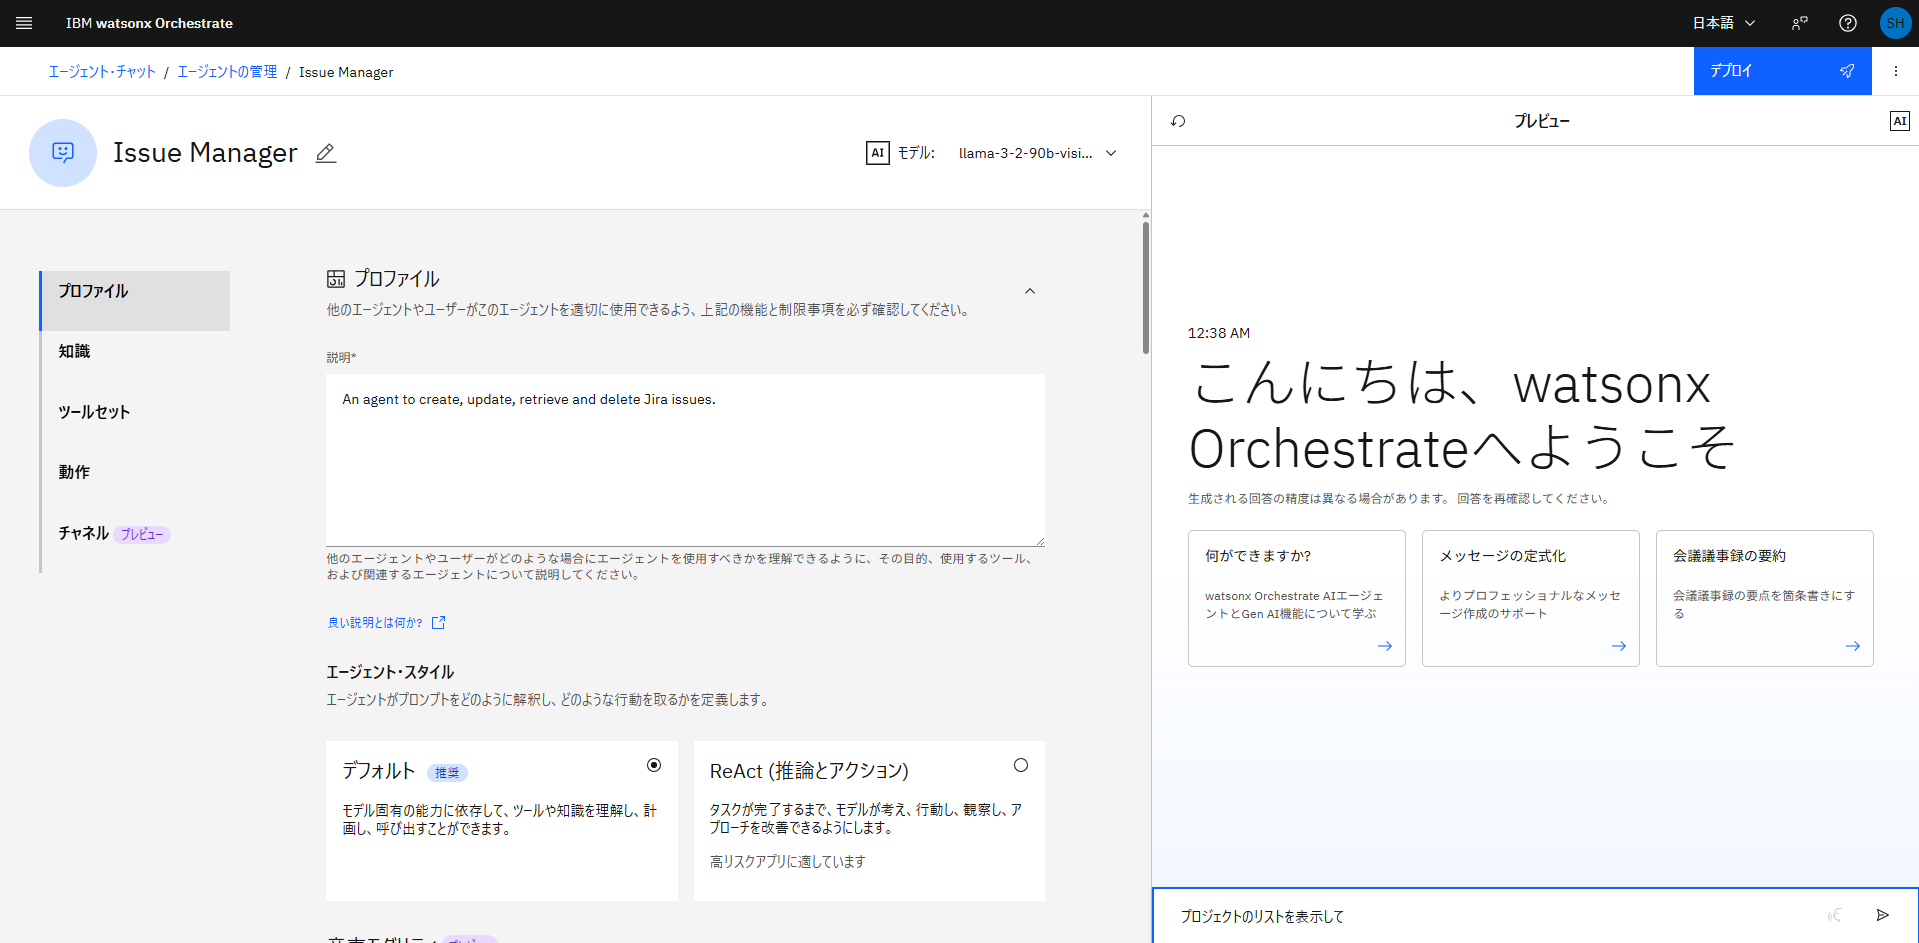 IBM watsonx Orchestrate
日本語
SH
エージェント・チャット / エージェントの管理 / Issue Manager
デプロイ
Issue Manager
AI モデル: llama-3-2-90b-visi...
プレビュー
AI
プロファイル
知識
ツールセット
動作
チャネル プレビュー
プロファイル
他のエージェントやユーザーがこのエージェントを適切に使用できるよう、上記の機能と制限事項を必ず確認してください。
説明*
An agent to create, update, retrieve and delete Jira issues.
他のエージェントやユーザーがどのような場合にエージェントを使用すべきかを理解できるように、その目的、使用するツール、
および関連するエージェントについて説明してください。
良い説明とは何か?
エージェント・スタイル
エージェントがプロンプトをどのように解釈し、どのような行動を取るかを定義します。
デフォルト 推奨
モデル固有の能力に依存して、ツールや知識を理解し、計
画し、呼び出すことができます。
ReAct (推論とアクション)
タスクが完了するまで、モデルが考え、行動し、観察し、ア
プローチを改善できるようにします。
高リスクアプリに適しています
12:38 AM
こんにちは、watsonx
Orchestrateへようこそ
生成される回答の精度は異なる場合があります。 回答を再確認してください。
何ができますか?
watsonx Orchestrate AIエージェ
ントとGen AI機能について学ぶ
メッセージの定式化
よりプロフェッショナルなメッセ
ージ作成のサポート
会議議事録の要約
会議議事録の要点を箇条書きにす
る
プロジェクトのリストを表示して